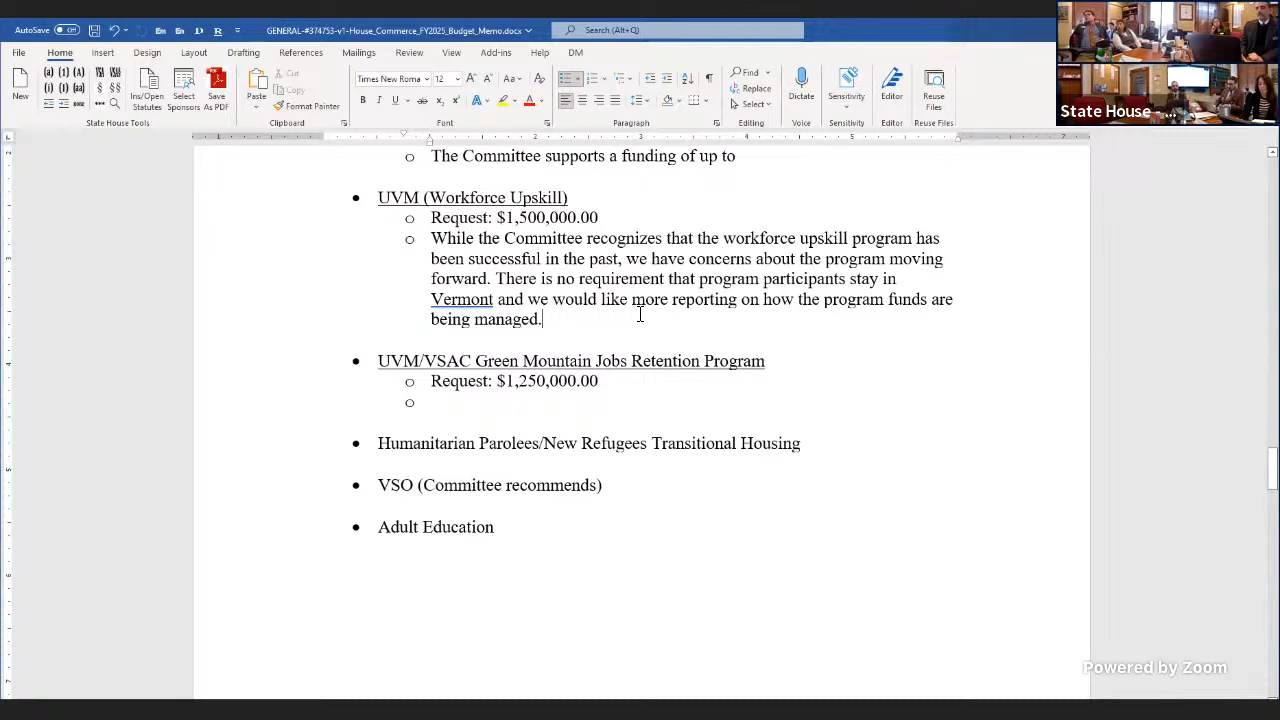 AutoSave Off
GENERAL-#374753-v1-House_Commerce_FY2025_Budget_Memo.docx
Search (Alt+Q)
File Home Insert Design Layout References Mailings Review View Add-ins Help DM
New
Ins/Open Statutes
Select Sponsors
Save As PDF
Paste
Cut
Copy
Format Painter
Times New Roma 12
Find
Replace
Select
Dictate
Sensitivity
Editor
Reuse Files
State House Tools Clipboard Font Paragraph Styles Editing Voice Sensitivity Editor Reuse Files
State House - ...
The Committee supports a funding of up to
UVM (Workforce Upskill)
Request: $1,500,000.00
While the Committee recognizes that the workforce upskill program has
been successful in the past, we have concerns about the program moving
forward. There is no requirement that program participants stay in
Vermont and we would like more reporting on how the program funds are
being managed.
UVM/VSAC Green Mountain Jobs Retention Program
Request: $1,250,000.00
Humanitarian Parolees/New Refugees Transitional Housing
VSO (Committee recommends)
Adult Education
Powered by Zoom